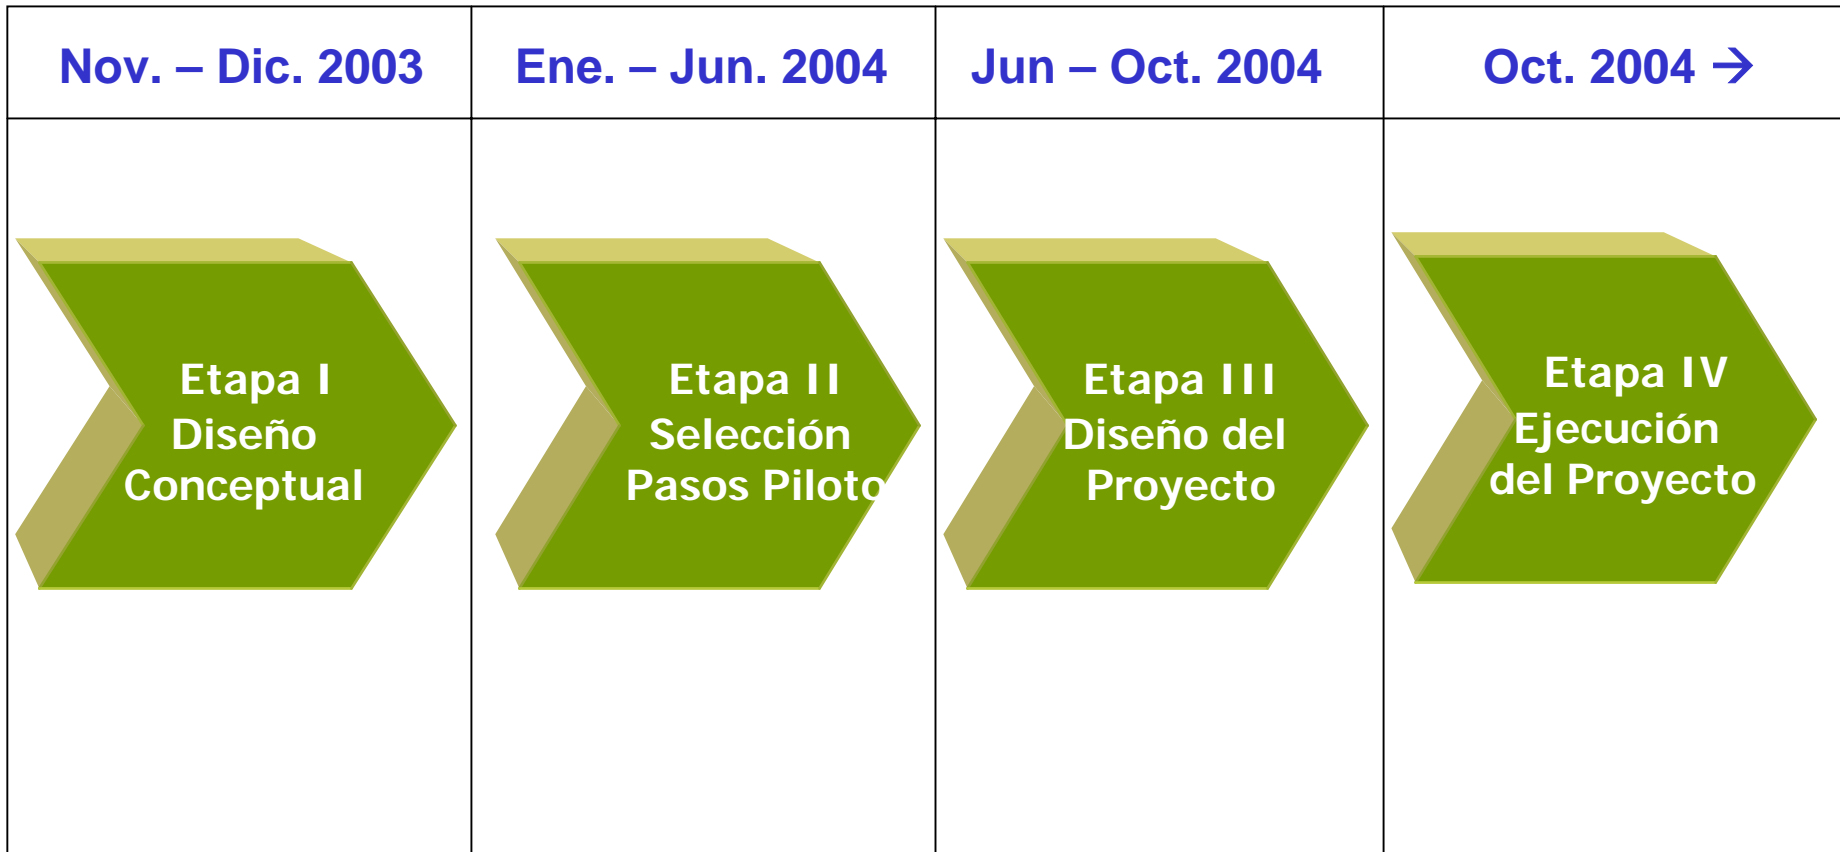 Nov. – Dic. 2003
Ene. – Jun. 2004
Jun – Oct. 2004
Oct. 2004 →
Etapa I
Diseño
Conceptual
Etapa II
Selección
Pasos Piloto
Etapa III
Diseño del
Proyecto
Etapa IV
Ejecución
del Proyecto